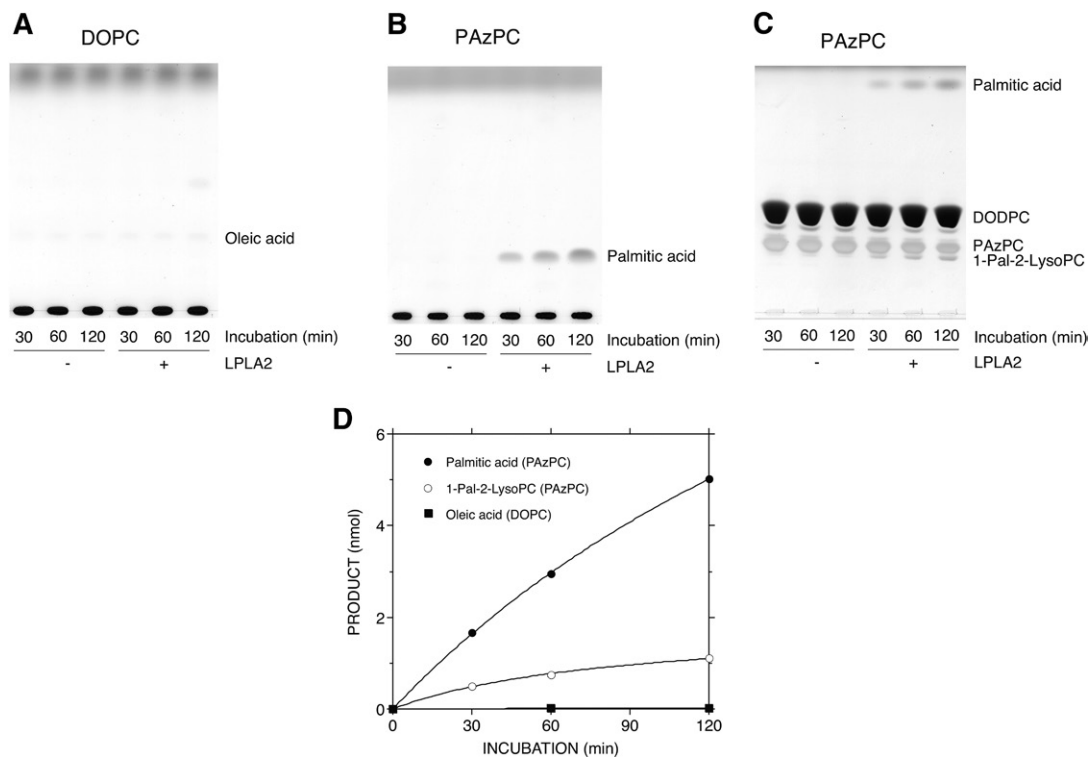 A
DOPC
Oleic acid
30 60 120 30 60 120 Incubation (min)
- + LPLA2
B
PAzPC
Palmitic acid
30 60 120 30 60 120 Incubation (min)
- + LPLA2
C
PAzPC
Palmitic acid
DODPC
PAzPC
1-Pal-2-LysoPC
30 60 120 30 60 120 Incubation (min)
- + LPLA2
D
6
4
2
0
PRODUCT (nmol)
Palmitic acid (PAzPC)
1-Pal-2-LysoPC (PAzPC)
Oleic acid (DOPC)
0 30 60 90 120
INCUBATION (min)